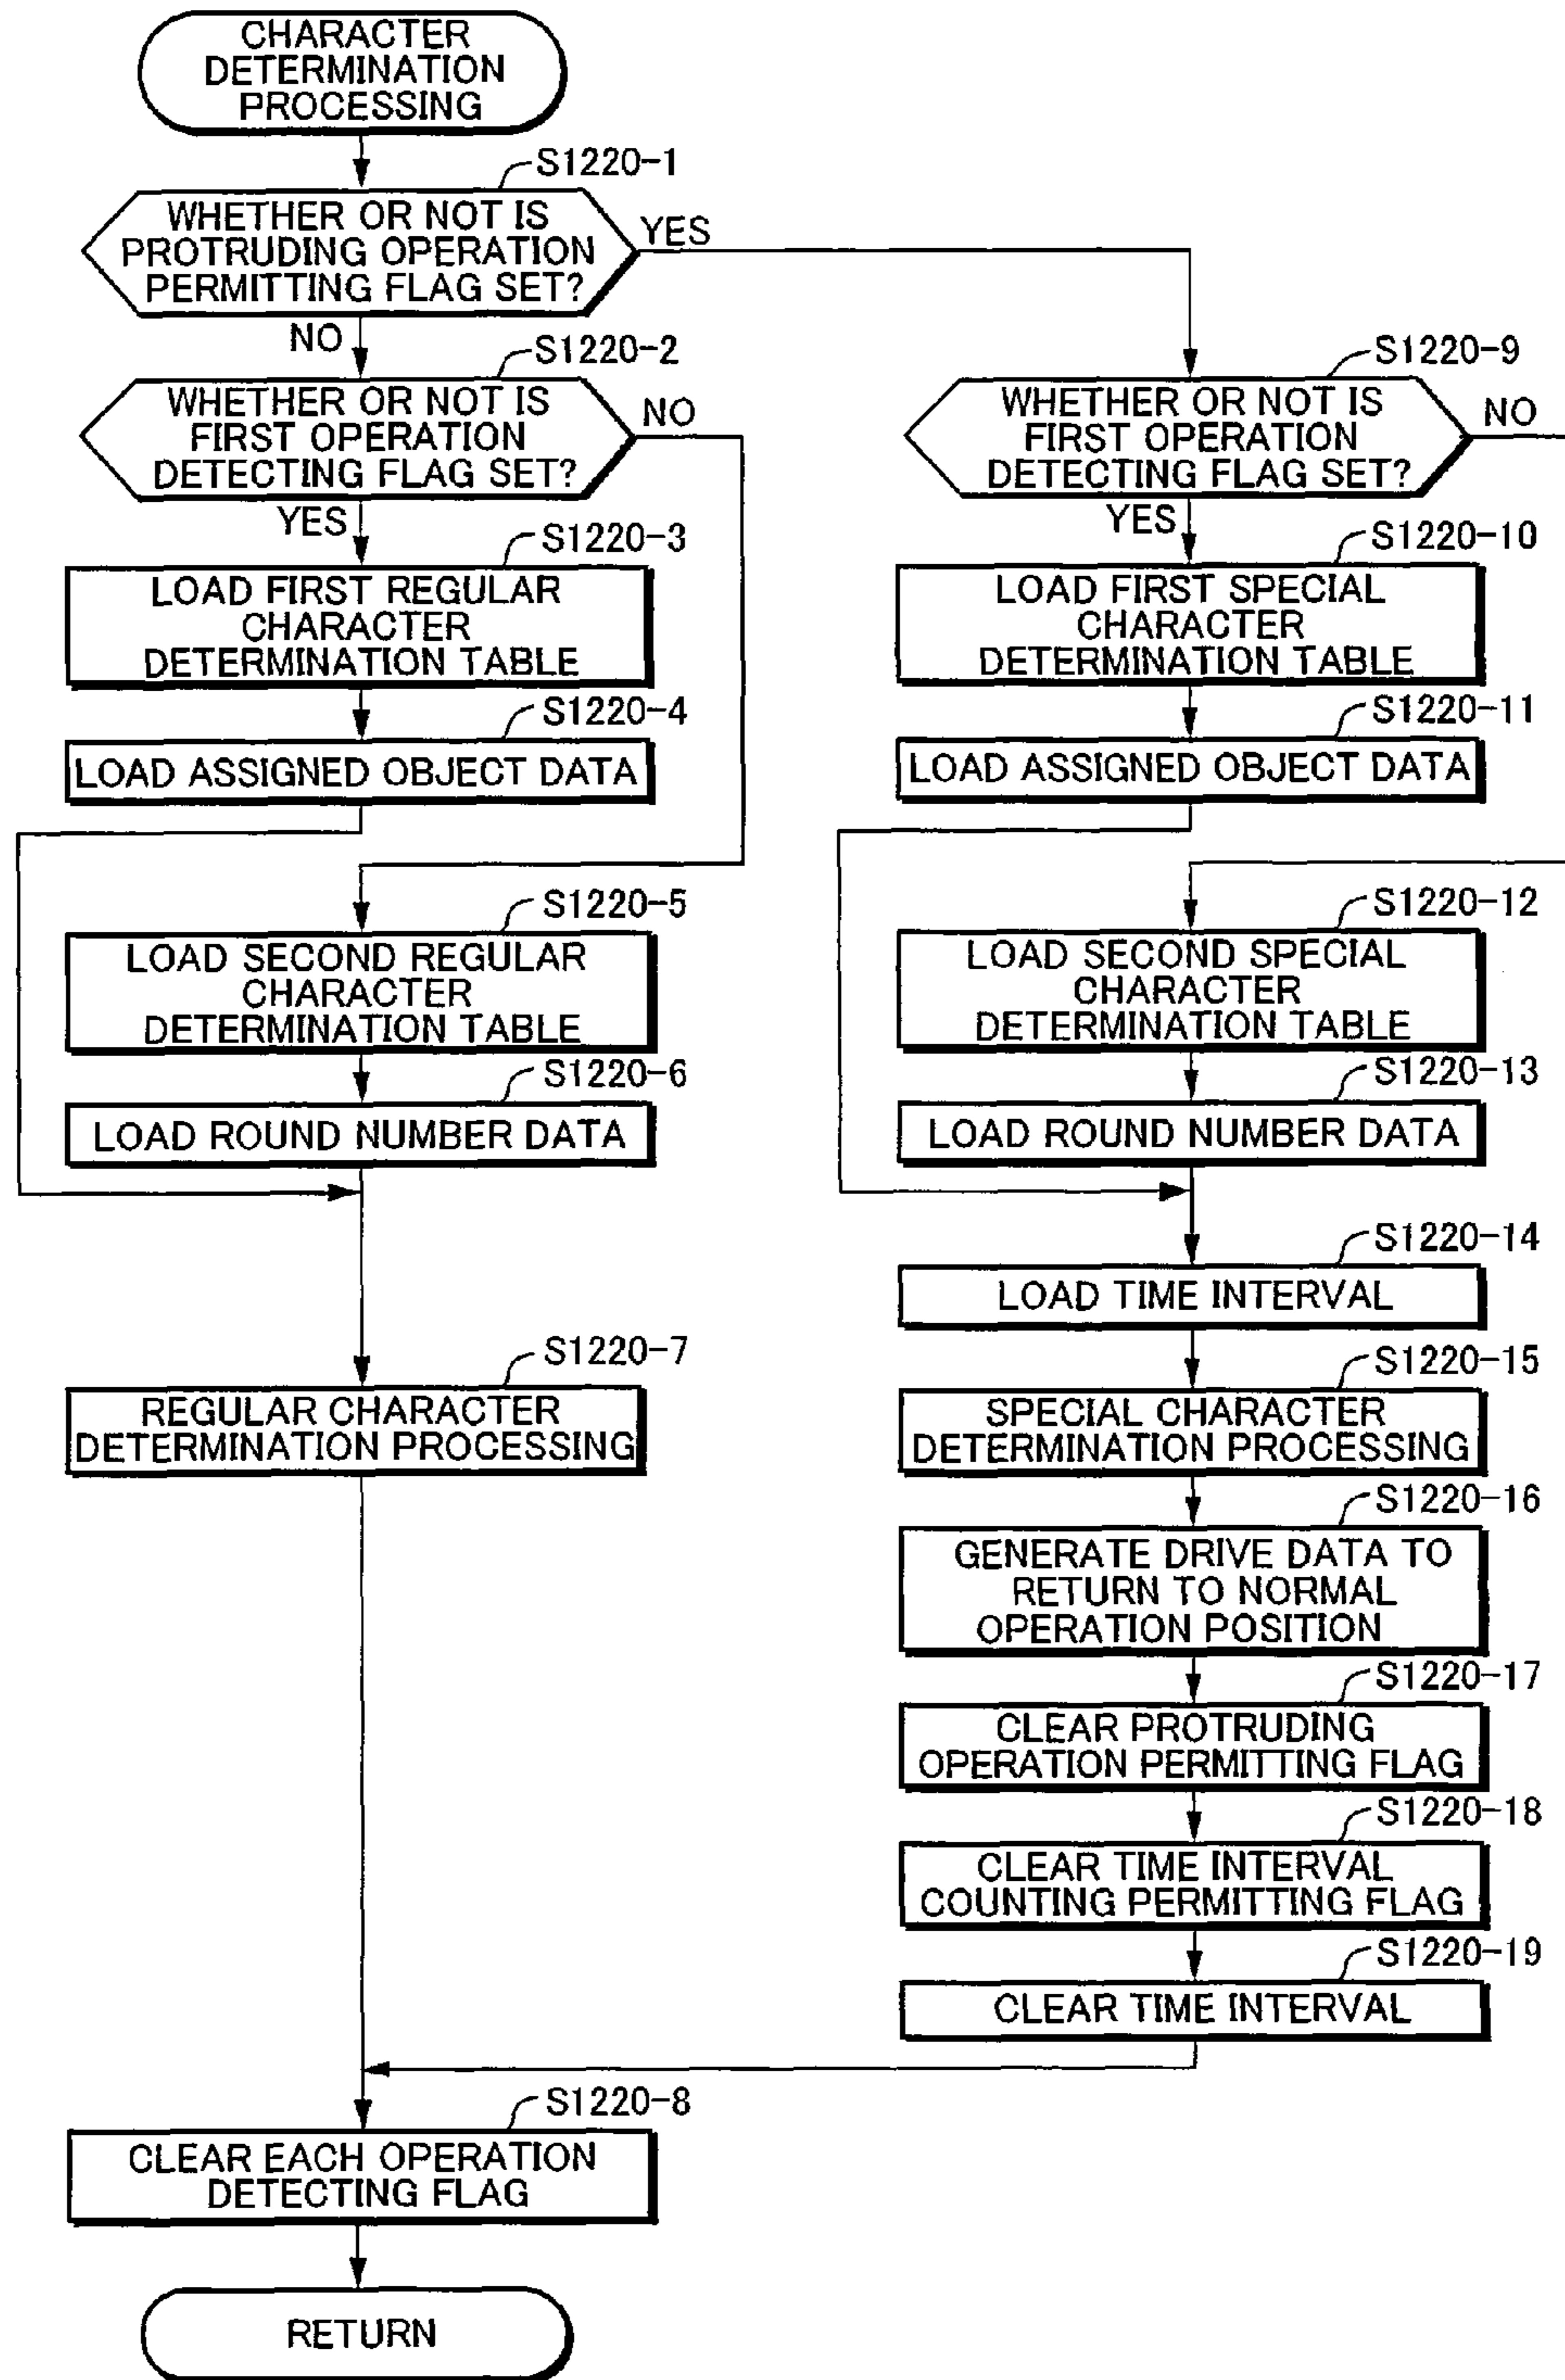 CHARACTER
DETERMINATION
PROCESSING
S1220-1
WHETHER OR NOT IS
PROTRUDING OPERATION
PERMITTING FLAG SET?
YES
NO
S1220-2
WHETHER OR NOT IS
FIRST OPERATION
DETECTING FLAG SET?
NO
YES
S1220-3
LOAD FIRST REGULAR
CHARACTER
DETERMINATION TABLE
S1220-4
LOAD ASSIGNED OBJECT DATA
S1220-5
LOAD SECOND REGULAR
CHARACTER
DETERMINATION TABLE
S1220-6
LOAD ROUND NUMBER DATA
S1220-7
REGULAR CHARACTER
DETERMINATION PROCESSING
S1220-9
WHETHER OR NOT IS
FIRST OPERATION
DETECTING FLAG SET?
NO
YES
S1220-10
LOAD FIRST SPECIAL
CHARACTER
DETERMINATION TABLE
S1220-11
LOAD ASSIGNED OBJECT DATA
S1220-12
LOAD SECOND SPECIAL
CHARACTER
DETERMINATION TABLE
S1220-13
LOAD ROUND NUMBER DATA
S1220-14
LOAD TIME INTERVAL
S1220-15
SPECIAL CHARACTER
DETERMINATION PROCESSING
S1220-16
GENERATE DRIVE DATA TO
RETURN TO NORMAL
OPERATION POSITION
S1220-17
CLEAR PROTRUDING
OPERATION PERMITTING FLAG
S1220-18
CLEAR TIME INTERVAL
COUNTING PERMITTING FLAG
S1220-19
CLEAR TIME INTERVAL
S1220-8
CLEAR EACH OPERATION
DETECTING FLAG
RETURN